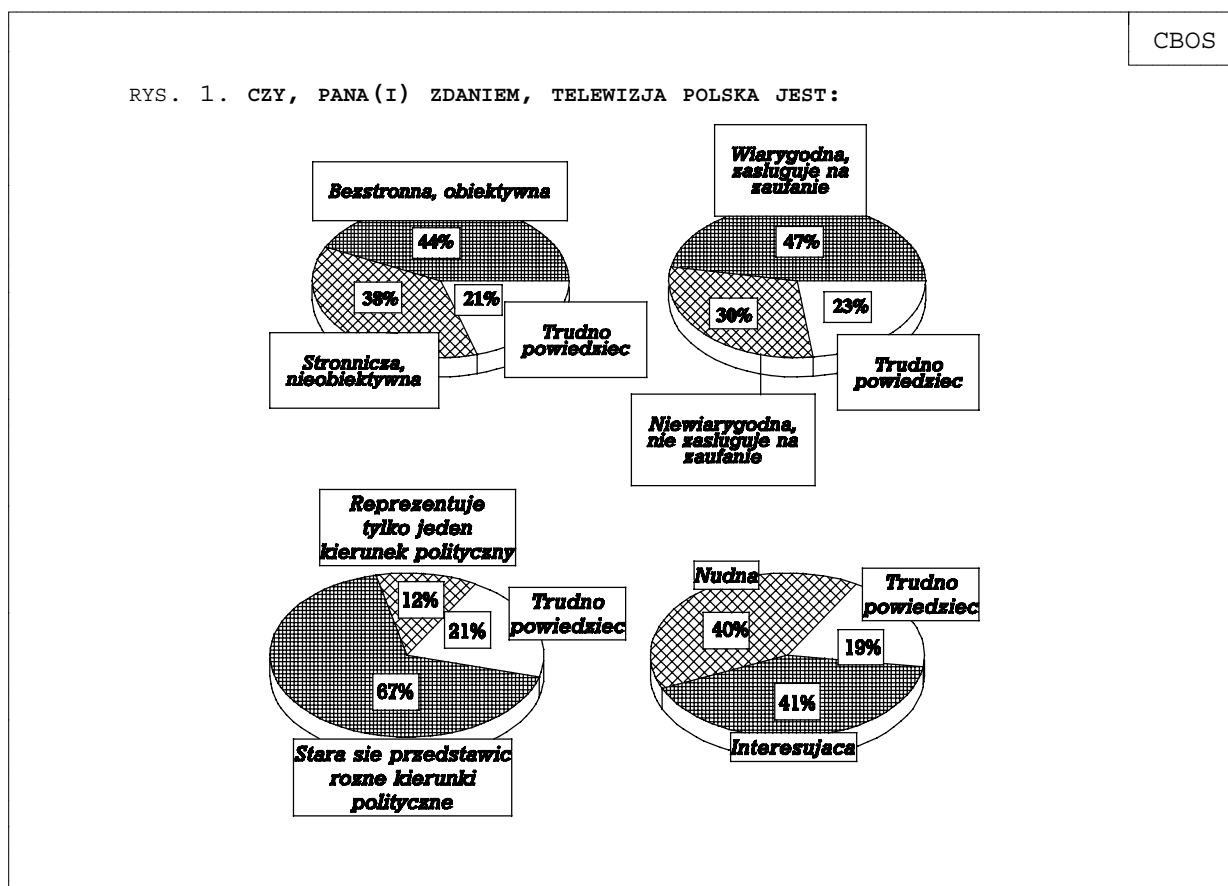 CBOS
RYS. 1. CZY, PANA(I) ZDANIEM, TELEWIZJA POLSKA JEST:
Bezstronna, obiektywna
44%
21%
Stronnicza,
nieobiektywna
Trudno
powiedziec
Wiarygodna,
zasluguje na
zaufanie
47%
30%
23%
Trudno
powiedziec
Niewiarygodna,
nie zasluguje na
zaufanie
Reprezentuje
tylko jeden
kierunek polityczny
12%
21%
Trudno
powiedziec
67%
Stara sie przedstawic
rozne kierunki
polityczne
Nudna
40%
Trudno
powiedziec
19%
41%
Interesujaca